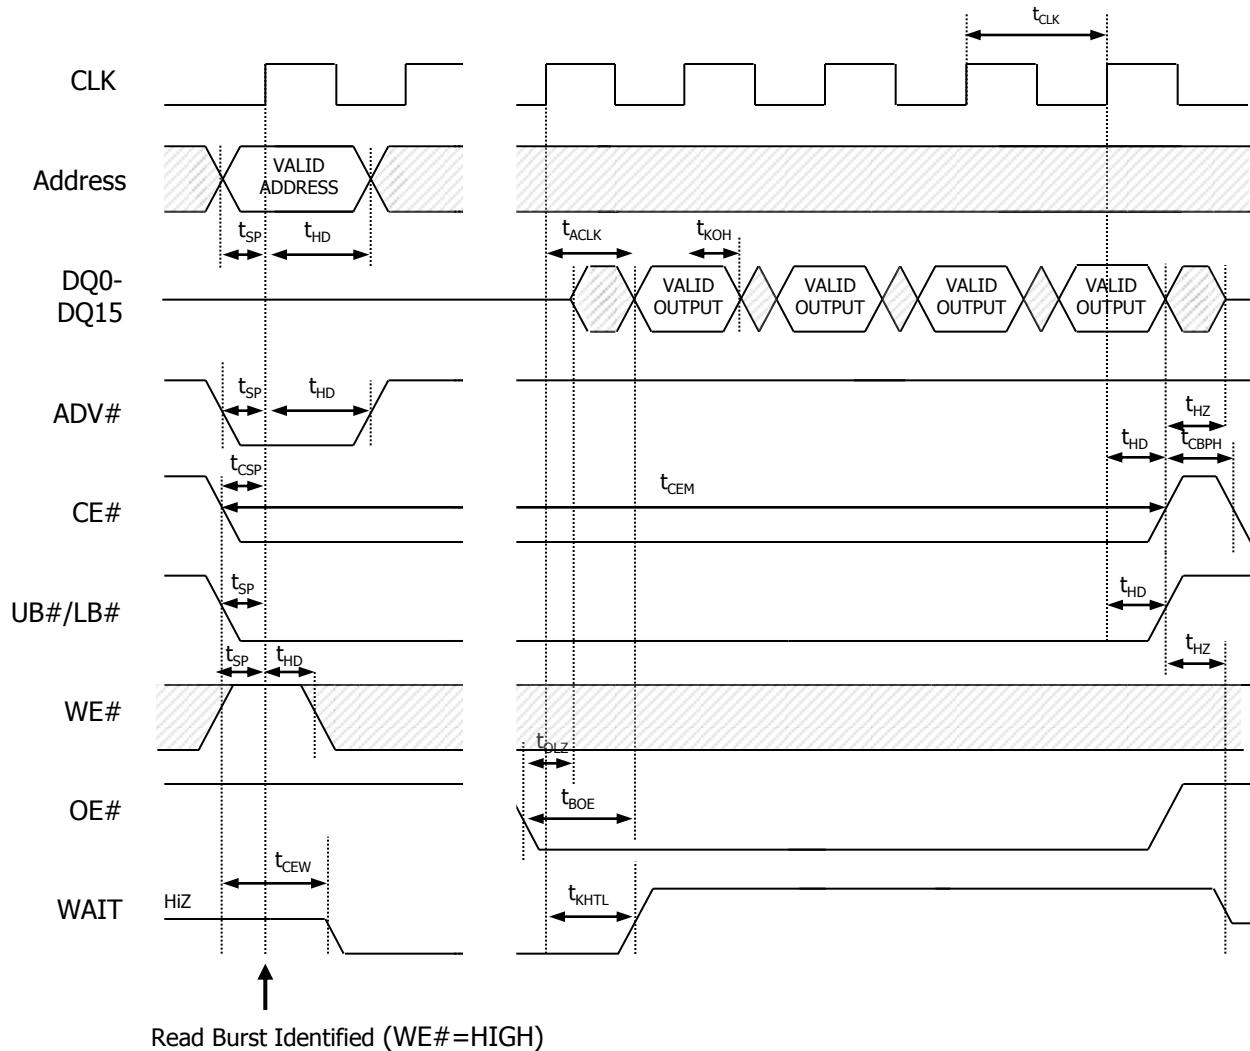 tCLK
CLK
Address
VALID
ADDRESS
tSP
tHD
tACLK
tKOH
DQ0-
DQ15
VALID
OUTPUT
VALID
OUTPUT
VALID
OUTPUT
VALID
OUTPUT
ADV#
tSP
tHD
tHZ
tHD
tCBPH
CE#
tCSP
tCEM
UB#/LB#
tSP
tHD
tSP
tHD
tHZ
WE#
tOLZ
OE#
tBOE
tCEW
WAIT
HiZ
tKHTL
Read Burst Identified (WE#=HIGH)